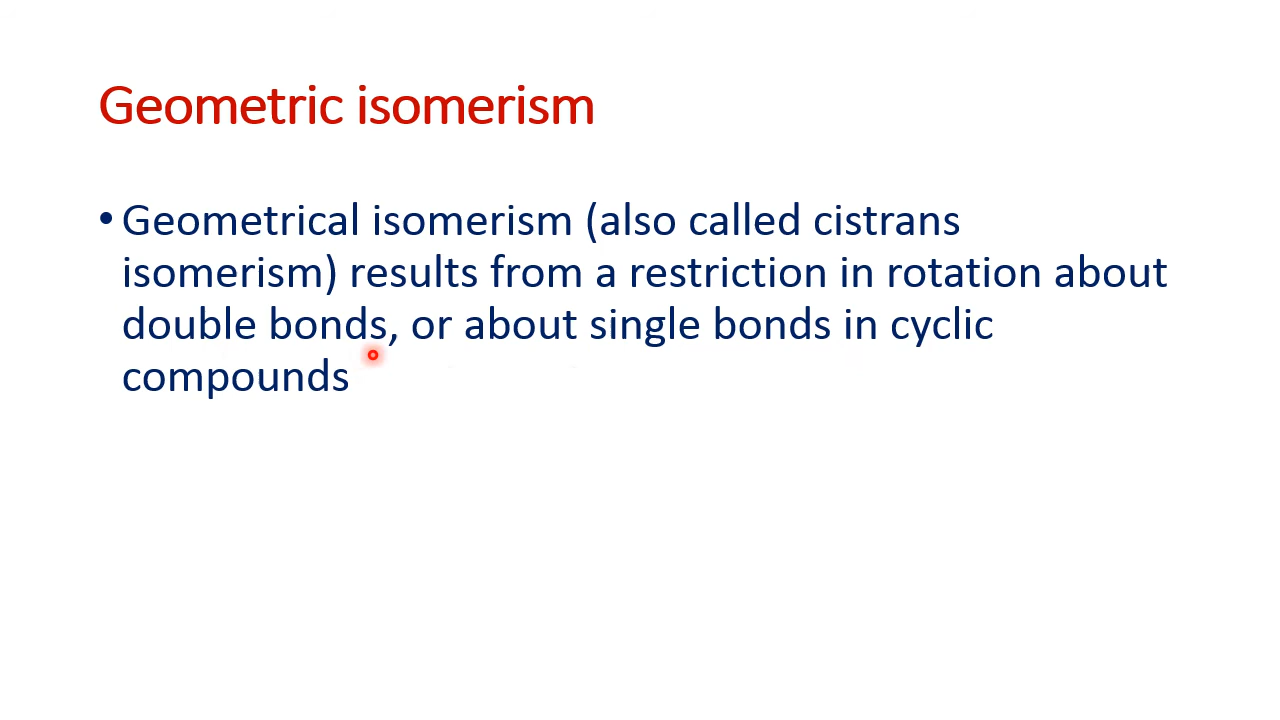 Geometric isomerism
• Geometrical isomerism (also called cistrans
isomerism) results from a restriction in rotation about
double bonds, or about single bonds in cyclic
compounds